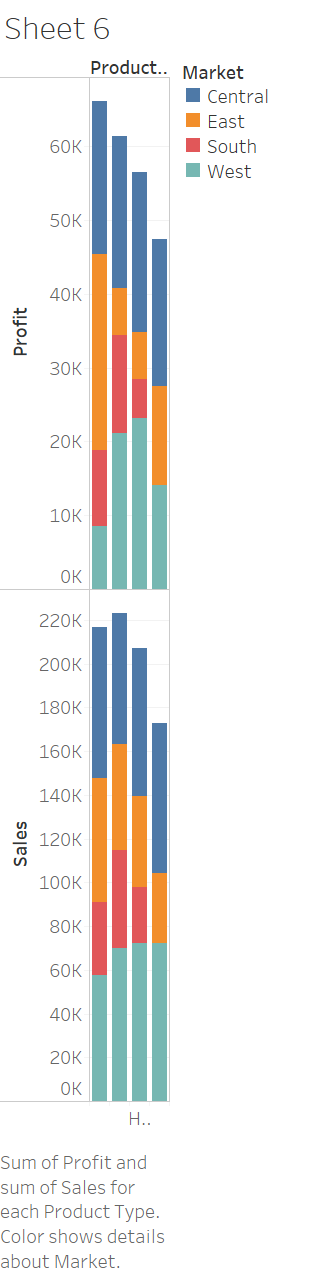 Sheet 6
Product..
Market
Central
East
South
West
Profit
60K
50K
40K
30K
20K
10K
0K
Sales
220K
200K
180K
160K
140K
120K
100K
80K
60K
40K
20K
0K
H..
Sum of Profit and
sum of Sales for
each Product Type.
Color shows details
about Market.